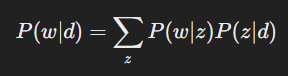 P(w|d) = ∑_z P(w|z)P(z|d)